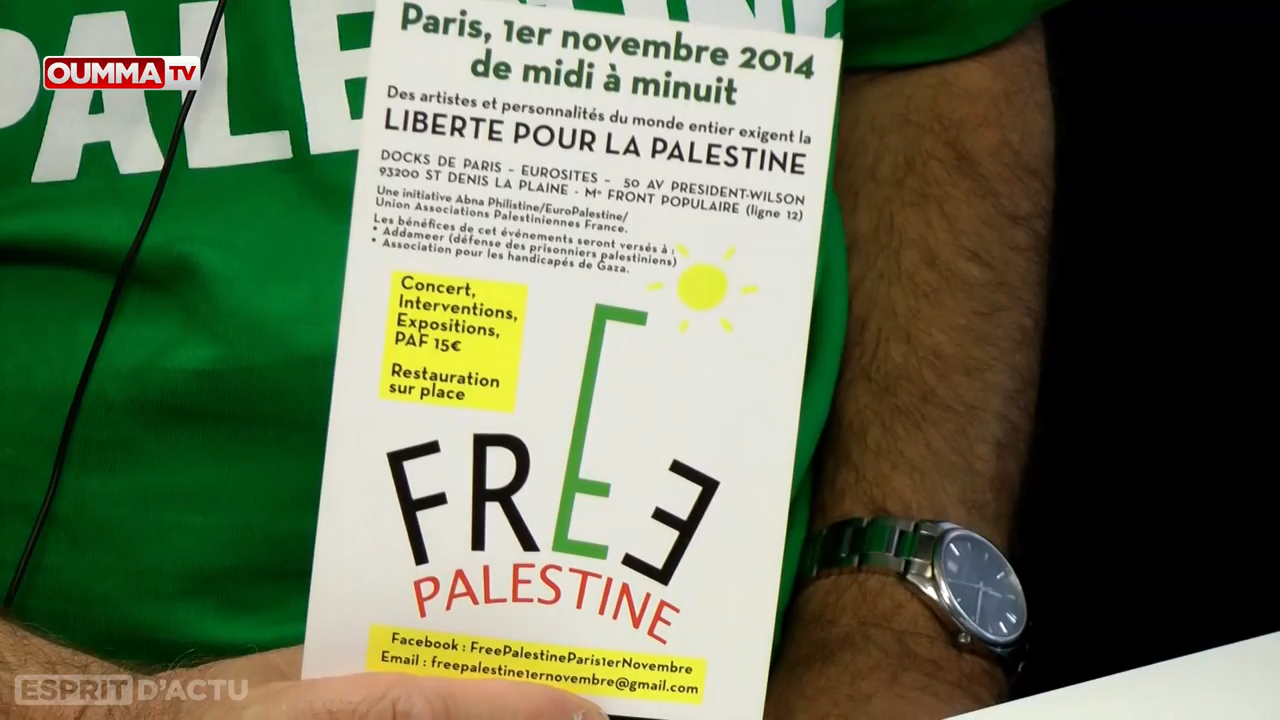 OUMMA TV
Paris, 1er novembre 2014
de midi à minuit
Des artistes et personnalités du monde entier exigent la
LIBERTE POUR LA PALESTINE
DOCKS DE PARIS - EUROSITES - 50 AV PRESIDENT-WILSON
93200 ST DENIS LA PLAINE - M° FRONT POPULAIRE (ligne 12)
Une initiative Abna Philistine/EuroPalestine/
Union Associations Palestiniennes France.
Les bénéfices de cet événements seront versés à :
• Addameer (défense des prisonniers palestiniens)
• Association pour les handicapés de Gaza.
Concert,
Interventions,
Expositions,
PAF 15€
Restauration
sur place
FREE
PALESTINE
Facebook : FreePalestineParis1erNovembre
Email : freepalestine1ernovembre@gmail.com
ESPRIT D'ACTU